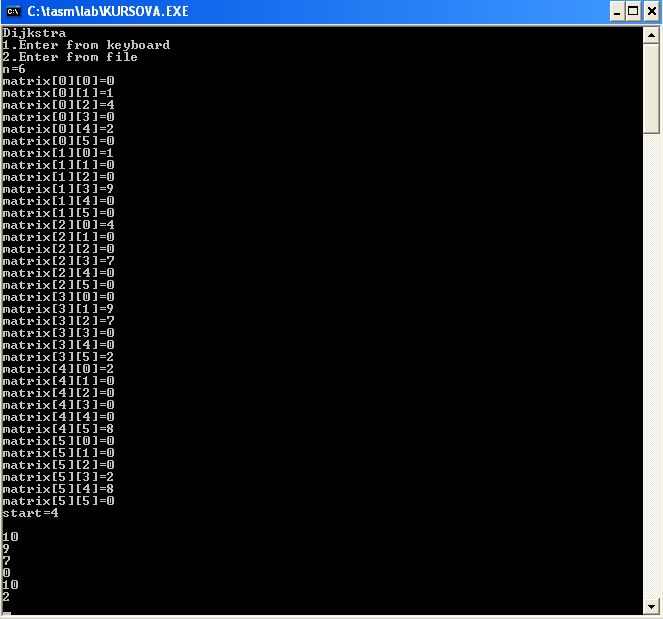 C:\tasm\lab\KURSOVA.EXE
Dijkstra
1.Enter from keyboard
2.Enter from file
n=6
matrix[0][0]=0
matrix[0][1]=1
matrix[0][2]=4
matrix[0][3]=0
matrix[0][4]=2
matrix[0][5]=0
matrix[1][0]=1
matrix[1][1]=0
matrix[1][2]=0
matrix[1][3]=9
matrix[1][4]=0
matrix[1][5]=0
matrix[2][0]=4
matrix[2][1]=0
matrix[2][2]=0
matrix[2][3]=7
matrix[2][4]=0
matrix[2][5]=0
matrix[3][0]=0
matrix[3][1]=9
matrix[3][2]=7
matrix[3][3]=0
matrix[3][4]=0
matrix[3][5]=2
matrix[4][0]=2
matrix[4][1]=0
matrix[4][2]=0
matrix[4][3]=0
matrix[4][4]=0
matrix[4][5]=8
matrix[5][0]=0
matrix[5][1]=0
matrix[5][2]=0
matrix[5][3]=2
matrix[5][4]=8
matrix[5][5]=0
start=4
10
9
7
0
10
2